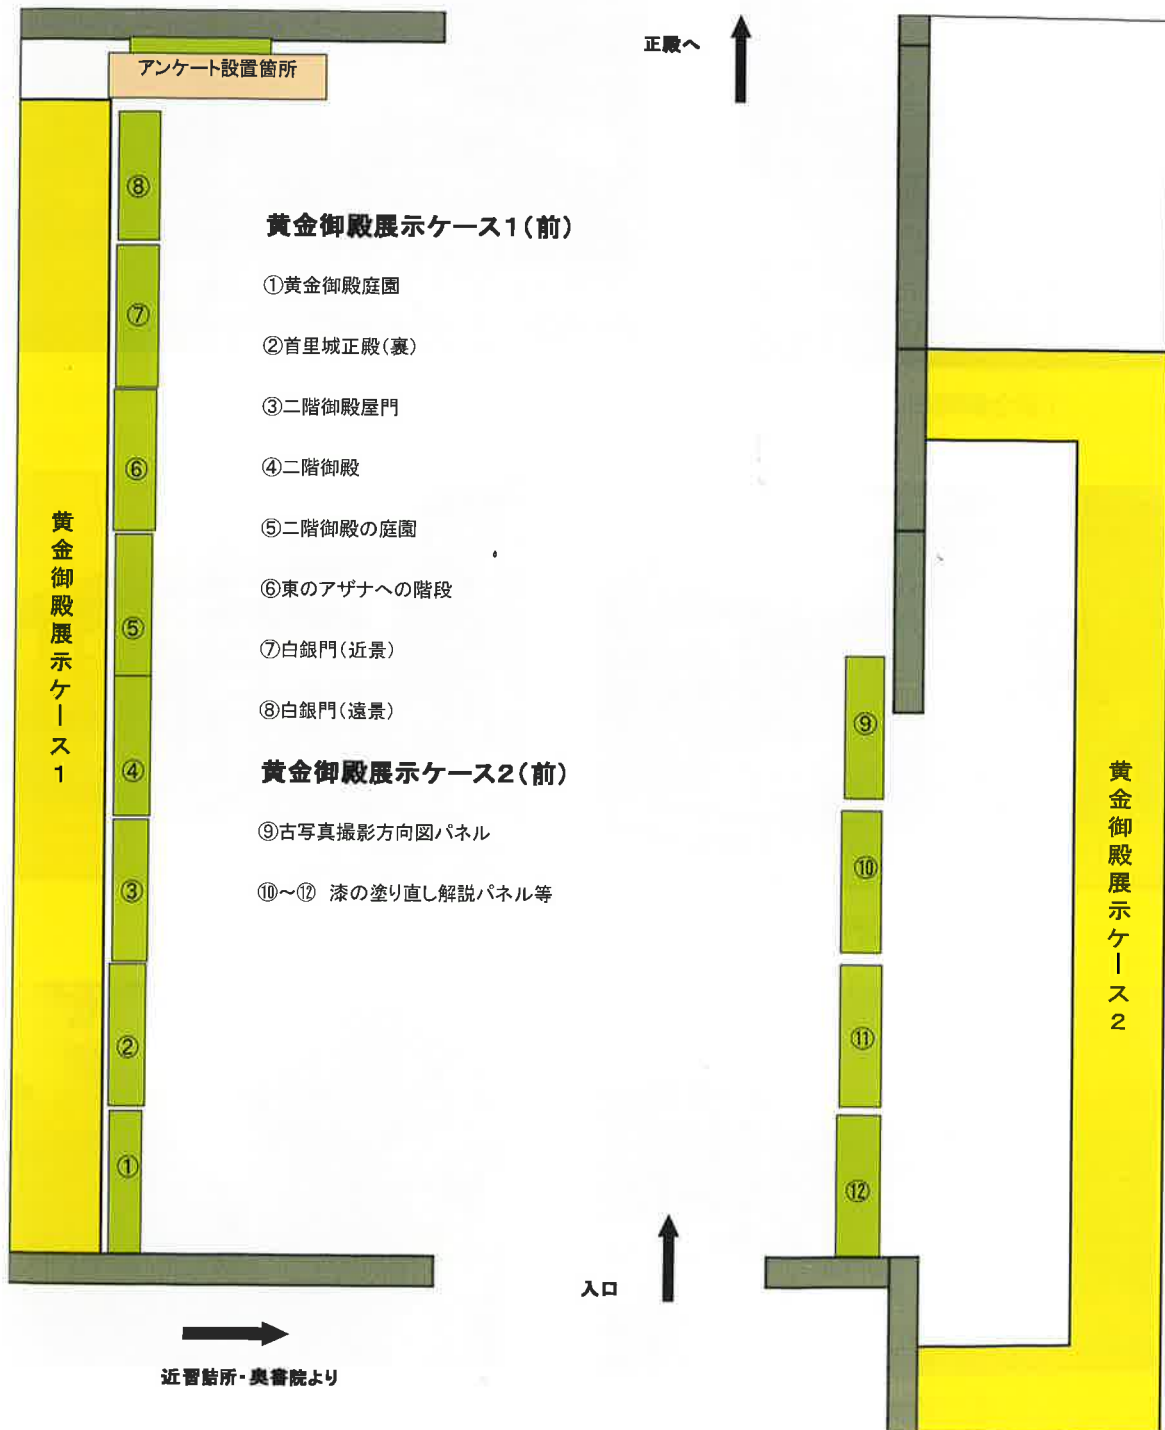 アンケート設置箇所
正殿へ
⑧
⑦
⑥
⑤
④
③
②
①
黄金御殿展示ケース1
黄金御殿展示ケース1(前)
①黄金御殿庭園
②首里城正殿(裏)
③二階御殿屋門
④二階御殿
⑤二階御殿の庭園
⑥東のアザナへの階段
⑦白銀門(近景)
⑧白銀門(遠景)
黄金御殿展示ケース2(前)
⑨古写真撮影方向図パネル
⑩～⑫ 漆の塗り直し解説パネル等
⑨
⑩
⑪
⑫
黄金御殿展示ケース2
入口
近習詰所・奥書院より